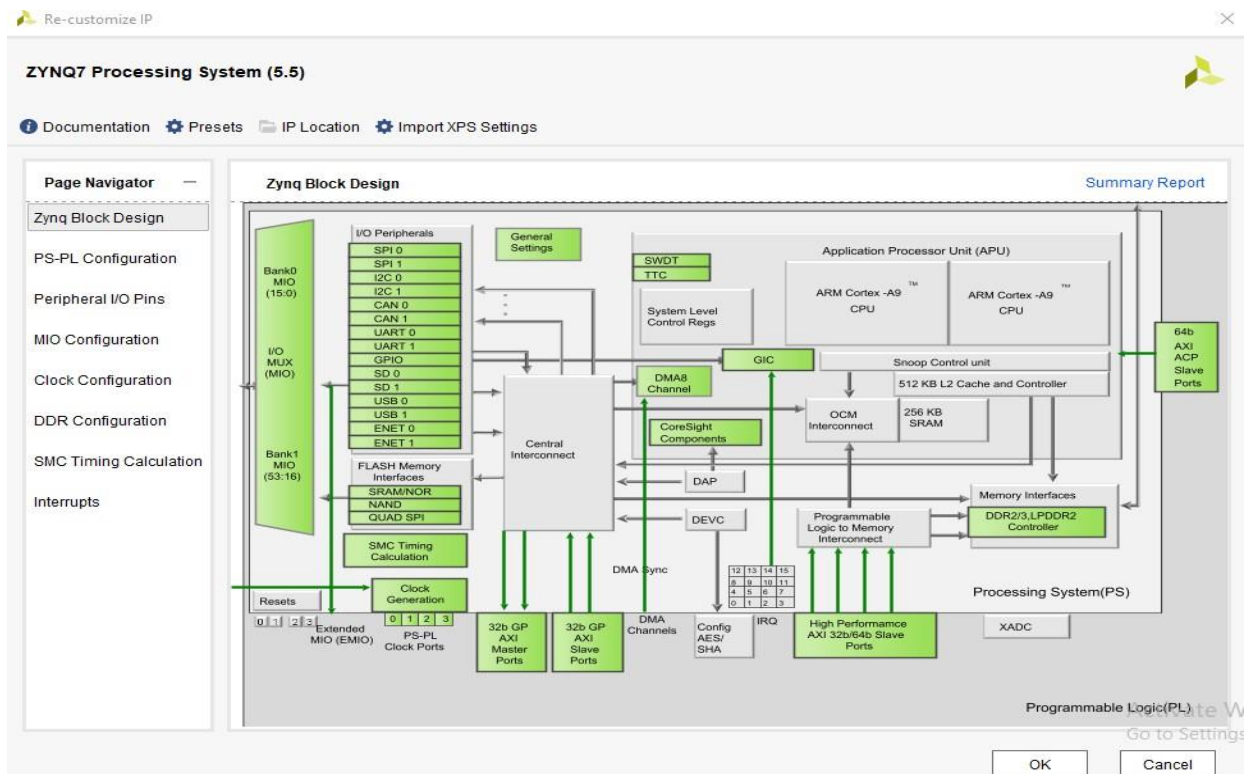 Re-customize IP
ZYNQ7 Processing System (5.5)
Documentation Presets IP Location Import XPS Settings
Page Navigator
Zynq Block Design
PS-PL Configuration
Peripheral I/O Pins
MIO Configuration
Clock Configuration
DDR Configuration
SMC Timing Calculation
Interrupts
Zynq Block Design
Summary Report
Bank0
MIO
(15:0)
I/O
MUX
(MIO)
Bank1
MIO
(53:16)
I/O Peripherals
SPI 0
SPI 1
I2C 0
I2C 1
CAN 0
CAN 1
UART 0
UART 1
GPIO
SD 0
SD 1
USB 0
USB 1
ENET 0
ENET 1
FLASH Memory
Interfaces
SRAM/NOR
NAND
QUAD SPI
SMC Timing
Calculation
General
Settings
Application Processor Unit (APU)
SWDT
TTC
System Level
Control Regs
ARM Cortex -A9 ™
CPU
ARM Cortex -A9 ™
CPU
GIC
Snoop Control unit
512 KB L2 Cache and Controller
DMA8
Channel
OCM
Interconnect
256 KB
SRAM
CoreSight
Components
Central
Interconnect
DAP
DEVC
Programmable
Logic to Memory
Interconnect
Memory Interfaces
DDR2/3,LPDDR2
Controller
64b
AXI
ACP
Slave
Ports
DMA Sync
12 13 14 15
8 9 10 11
4 5 6 7
0 1 2 3
IRQ
Processing System(PS)
Resets
0 1 2 3
Clock
Generation
0 1 2 3
Extended
MIO (EMIO)
PS-PL
Clock Ports
32b GP
AXI
Master
Ports
32b GP
AXI
Slave
Ports
DMA
Channels
Config
AES/
SHA
High Performamce
AXI 32b/64b Slave
Ports
XADC
Programmable Logic(PL)
Activate W
Go to Settings
OK
Cancel